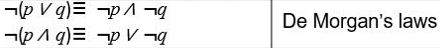 ¬(p ∨ q)≡ ¬p ∧ ¬q
¬(p ∧ q)≡ ¬p ∨ ¬q
De Morgan's laws